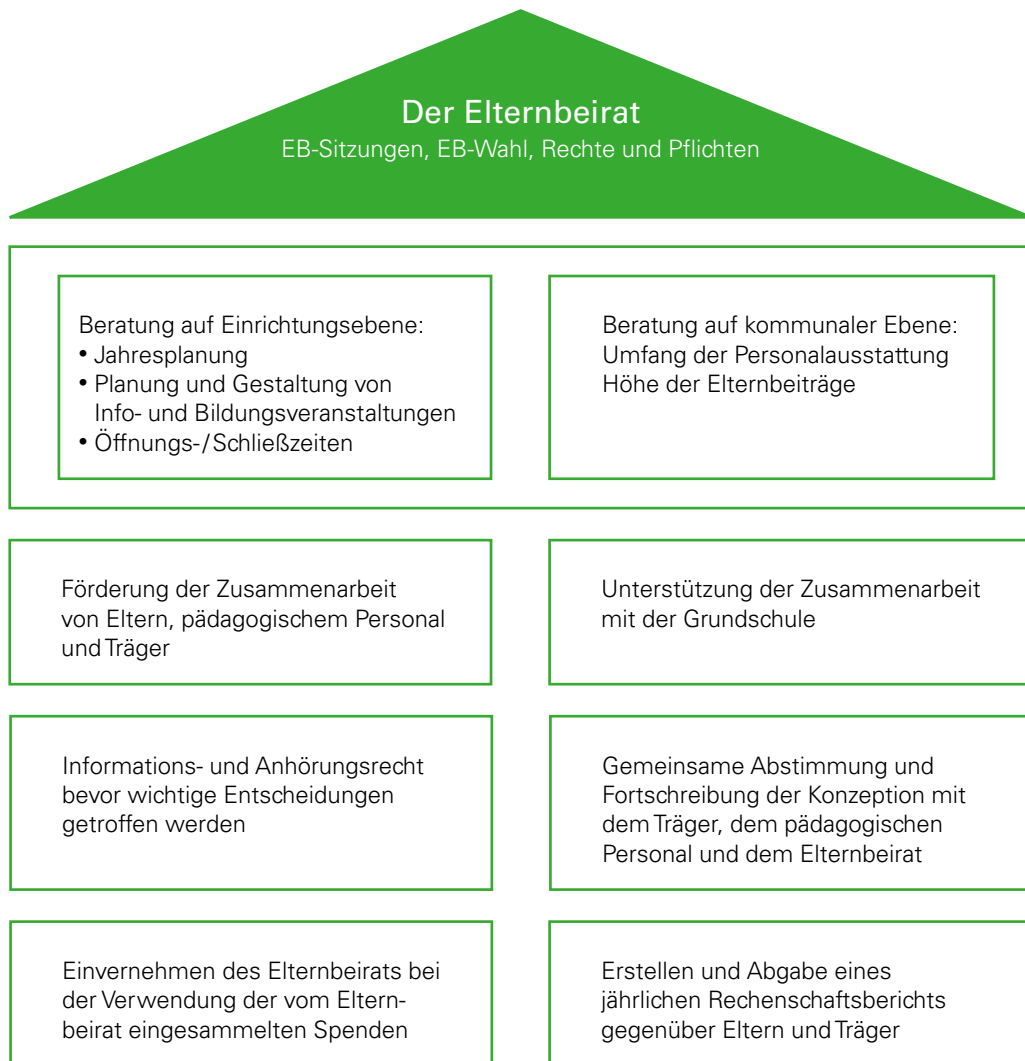 Der Elternbeirat
EB-Sitzungen, EB-Wahl, Rechte und Pflichten
Beratung auf Einrichtungsebene:
• Jahresplanung
• Planung und Gestaltung von
Info- und Bildungsveranstaltungen
• Öffnungs-/Schließzeiten
Beratung auf kommunaler Ebene:
Umfang der Personalausstattung
Höhe der Elternbeiträge
Förderung der Zusammenarbeit
von Eltern, pädagogischem Personal
und Träger
Unterstützung der Zusammenarbeit
mit der Grundschule
Informations- und Anhörungsrecht
bevor wichtige Entscheidungen
getroffen werden
Gemeinsame Abstimmung und
Fortschreibung der Konzeption mit
dem Träger, dem pädagogischen
Personal und dem Elternbeirat
Einvernehmen des Elternbeirats bei
der Verwendung der vom Eltern-
beirat eingesammelten Spenden
Erstellen und Abgabe eines
jährlichen Rechenschaftsberichts
gegenüber Eltern und Träger